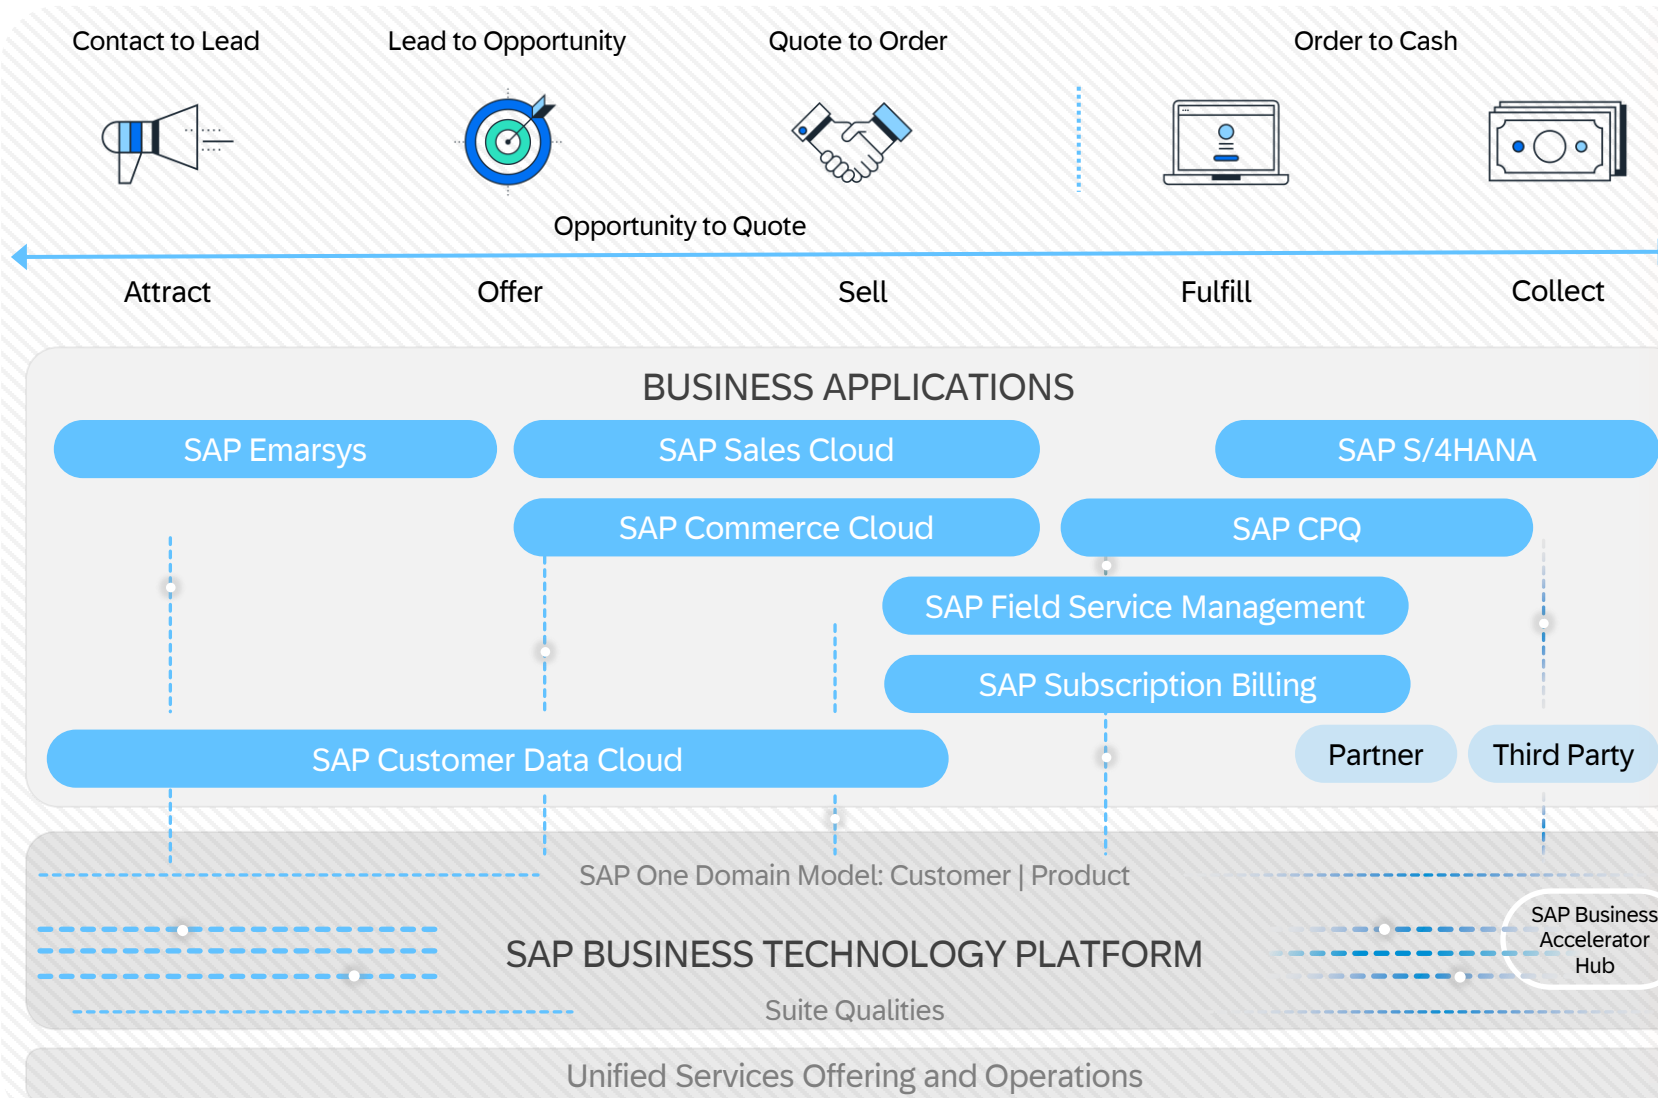 Contact to Lead
Lead to Opportunity
Quote to Order
Order to Cash
Opportunity to Quote
Attract
Offer
Sell
Fulfill
Collect
BUSINESS APPLICATIONS
SAP Emarsys
SAP Sales Cloud
SAP S/4HANA
SAP Commerce Cloud
SAP CPQ
SAP Field Service Management
SAP Subscription Billing
SAP Customer Data Cloud
Partner
Third Party
SAP One Domain Model: Customer | Product
SAP BUSINESS TECHNOLOGY PLATFORM
SAP Business
Accelerator
Hub
Suite Qualities
Unified Services Offering and Operations